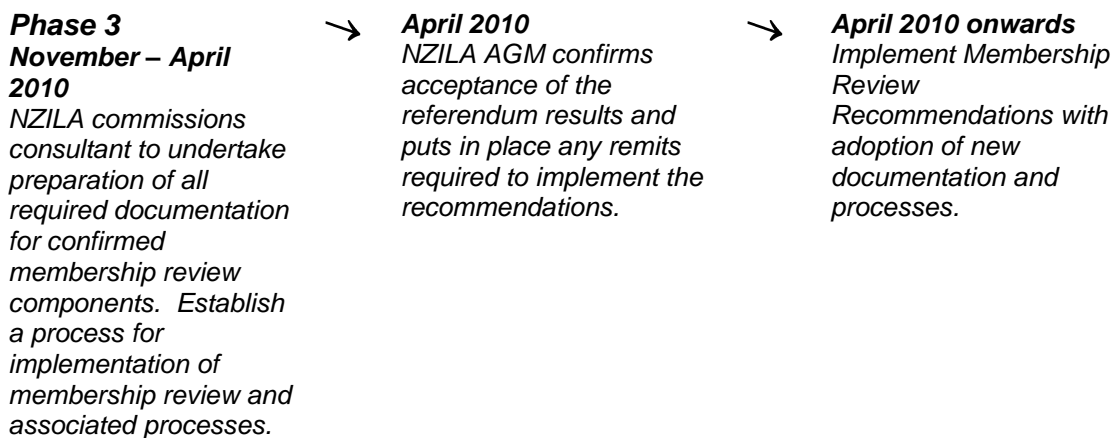 Phase 3
November – April
2010
NZILA commissions
consultant to undertake
preparation of all
required documentation
for confirmed
membership review
components.  Establish
a process for
implementation of
membership review and
associated processes.
April 2010
NZILA AGM confirms
acceptance of the
referendum results and
puts in place any remits
required to implement the
recommendations.
April 2010 onwards
Implement Membership
Review
Recommendations with
adoption of new
documentation and
processes.